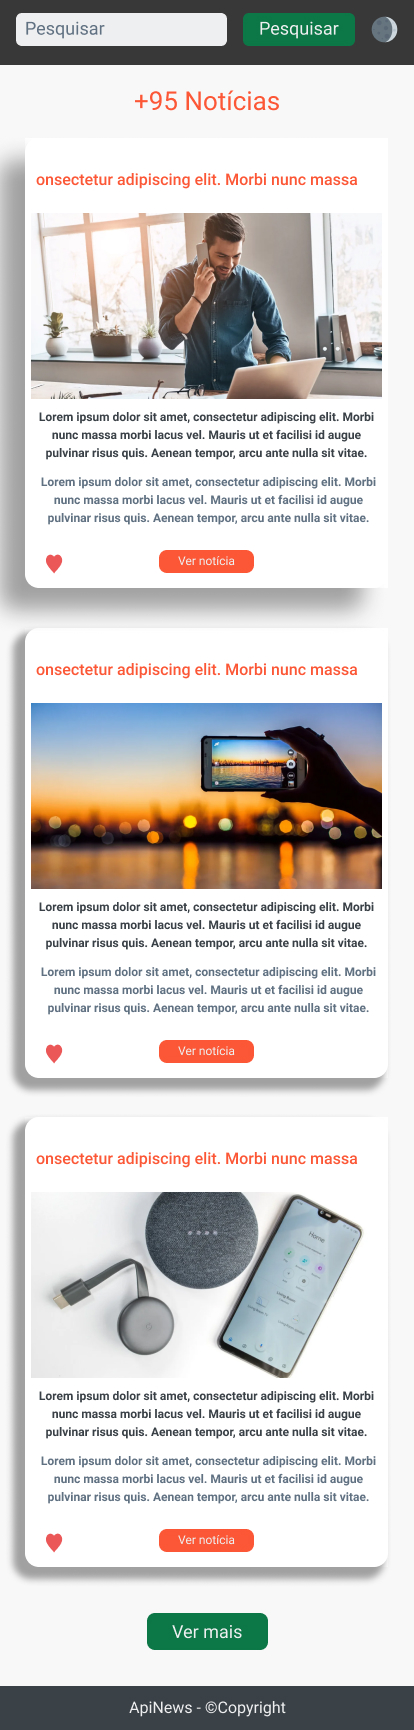 Pesquisar
Pesquisar
+95 Notícias
onsectetur adipiscing elit. Morbi nunc massa
Lorem ipsum dolor sit amet, consectetur adipiscing elit. Morbi
nunc massa morbi lacus vel. Mauris ut et facilisi id augue
pulvinar risus quis. Aenean tempor, arcu ante nulla sit vitae.
Lorem ipsum dolor sit amet, consectetur adipiscing elit. Morbi
nunc massa morbi lacus vel. Mauris ut et facilisi id augue
pulvinar risus quis. Aenean tempor, arcu ante nulla sit vitae.
Ver notícia
onsectetur adipiscing elit. Morbi nunc massa
Lorem ipsum dolor sit amet, consectetur adipiscing elit. Morbi
nunc massa morbi lacus vel. Mauris ut et facilisi id augue
pulvinar risus quis. Aenean tempor, arcu ante nulla sit vitae.
Lorem ipsum dolor sit amet, consectetur adipiscing elit. Morbi
nunc massa morbi lacus vel. Mauris ut et facilisi id augue
pulvinar risus quis. Aenean tempor, arcu ante nulla sit vitae.
Ver notícia
onsectetur adipiscing elit. Morbi nunc massa
Home
Lorem ipsum dolor sit amet, consectetur adipiscing elit. Morbi
nunc massa morbi lacus vel. Mauris ut et facilisi id augue
pulvinar risus quis. Aenean tempor, arcu ante nulla sit vitae.
Lorem ipsum dolor sit amet, consectetur adipiscing elit. Morbi
nunc massa morbi lacus vel. Mauris ut et facilisi id augue
pulvinar risus quis. Aenean tempor, arcu ante nulla sit vitae.
Ver notícia
Ver mais
ApiNews - ©Copyright